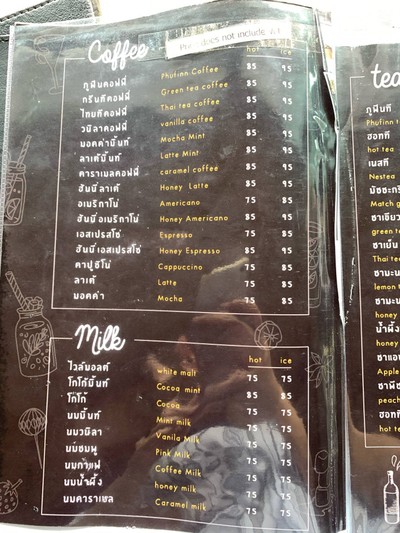 Coffee
Price does not include VAT
hot ice
ภูฟินคอฟฟี่ Phufinn Coffee 85 95
กรีนทีคอฟฟี่ Green tea coffee 85 95
ไทยทีคอฟฟี่ Thai tea coffee 85 95
วนิลาคอฟฟี่ vanilla coffee 85 95
มอคค่ามิ้นท์ Mocha Mint 85 95
ลาเต้มิ้นท์ Latte Mint 85 95
คาราเมลคอฟฟี่ caramel coffee 85 95
ฮันนี่ลาเต้ Honey Latte 85 95
อเมริกาโน่ Americano 75 85
ฮันนี่อเมริกาโน่ Honey Americano 85 95
เอสเปรสโซ่ Espresso 75 85
ฮันนี่เอสเปรสโซ่ Honey Espresso 85 95
คาปูชิโน่ Cappuccino 75 85
ลาเต้ Latte 75 85
มอคค่า Mocha 75 85
Milk
hot ice
ไวล์มอลต์ white malt 75 75
โกโก้มิ้นท์ Cocoa mint 85 85
โกโก้ Cocoa 75 75
นมมิ้นท์ Mint milk 75 75
นมวนิลา Vanila Milk 75 75
นมชมพู Pink Milk 75 75
นมกาแฟ Coffee Milk 75 75
นมน้ำผึ้ง honey milk 75 75
นมคาราเมล Caramel milk 75 75
tea
ภูฟินที
Phufinn
ฮอทที
hot tea
เนสที
Nestea
มัชฉะกรี
Match g
ชาเขียว
green te
ชาเย็น
Thai tea
ชามะน
lemon t
ชามะน
honey
น้ำผึ้ง
honey
ชาแอป
Apple
ชาพีช
peach
ฮอทที
hot te